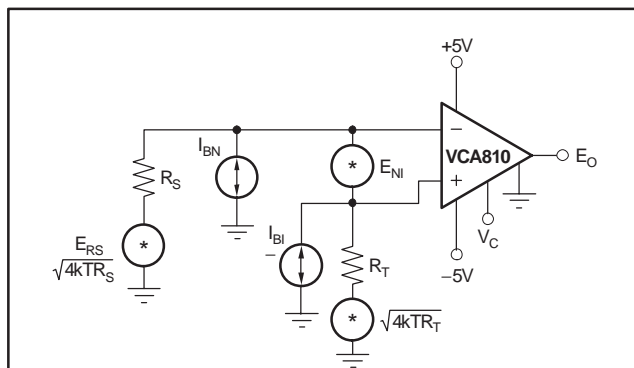 +5V
I_BN
−
R_S
*
E_NI
VCA810
E_O
+
I_BI
−
E_RS
*
√4kTR_S
R_T
V_C
−5V
*
√4kTR_T